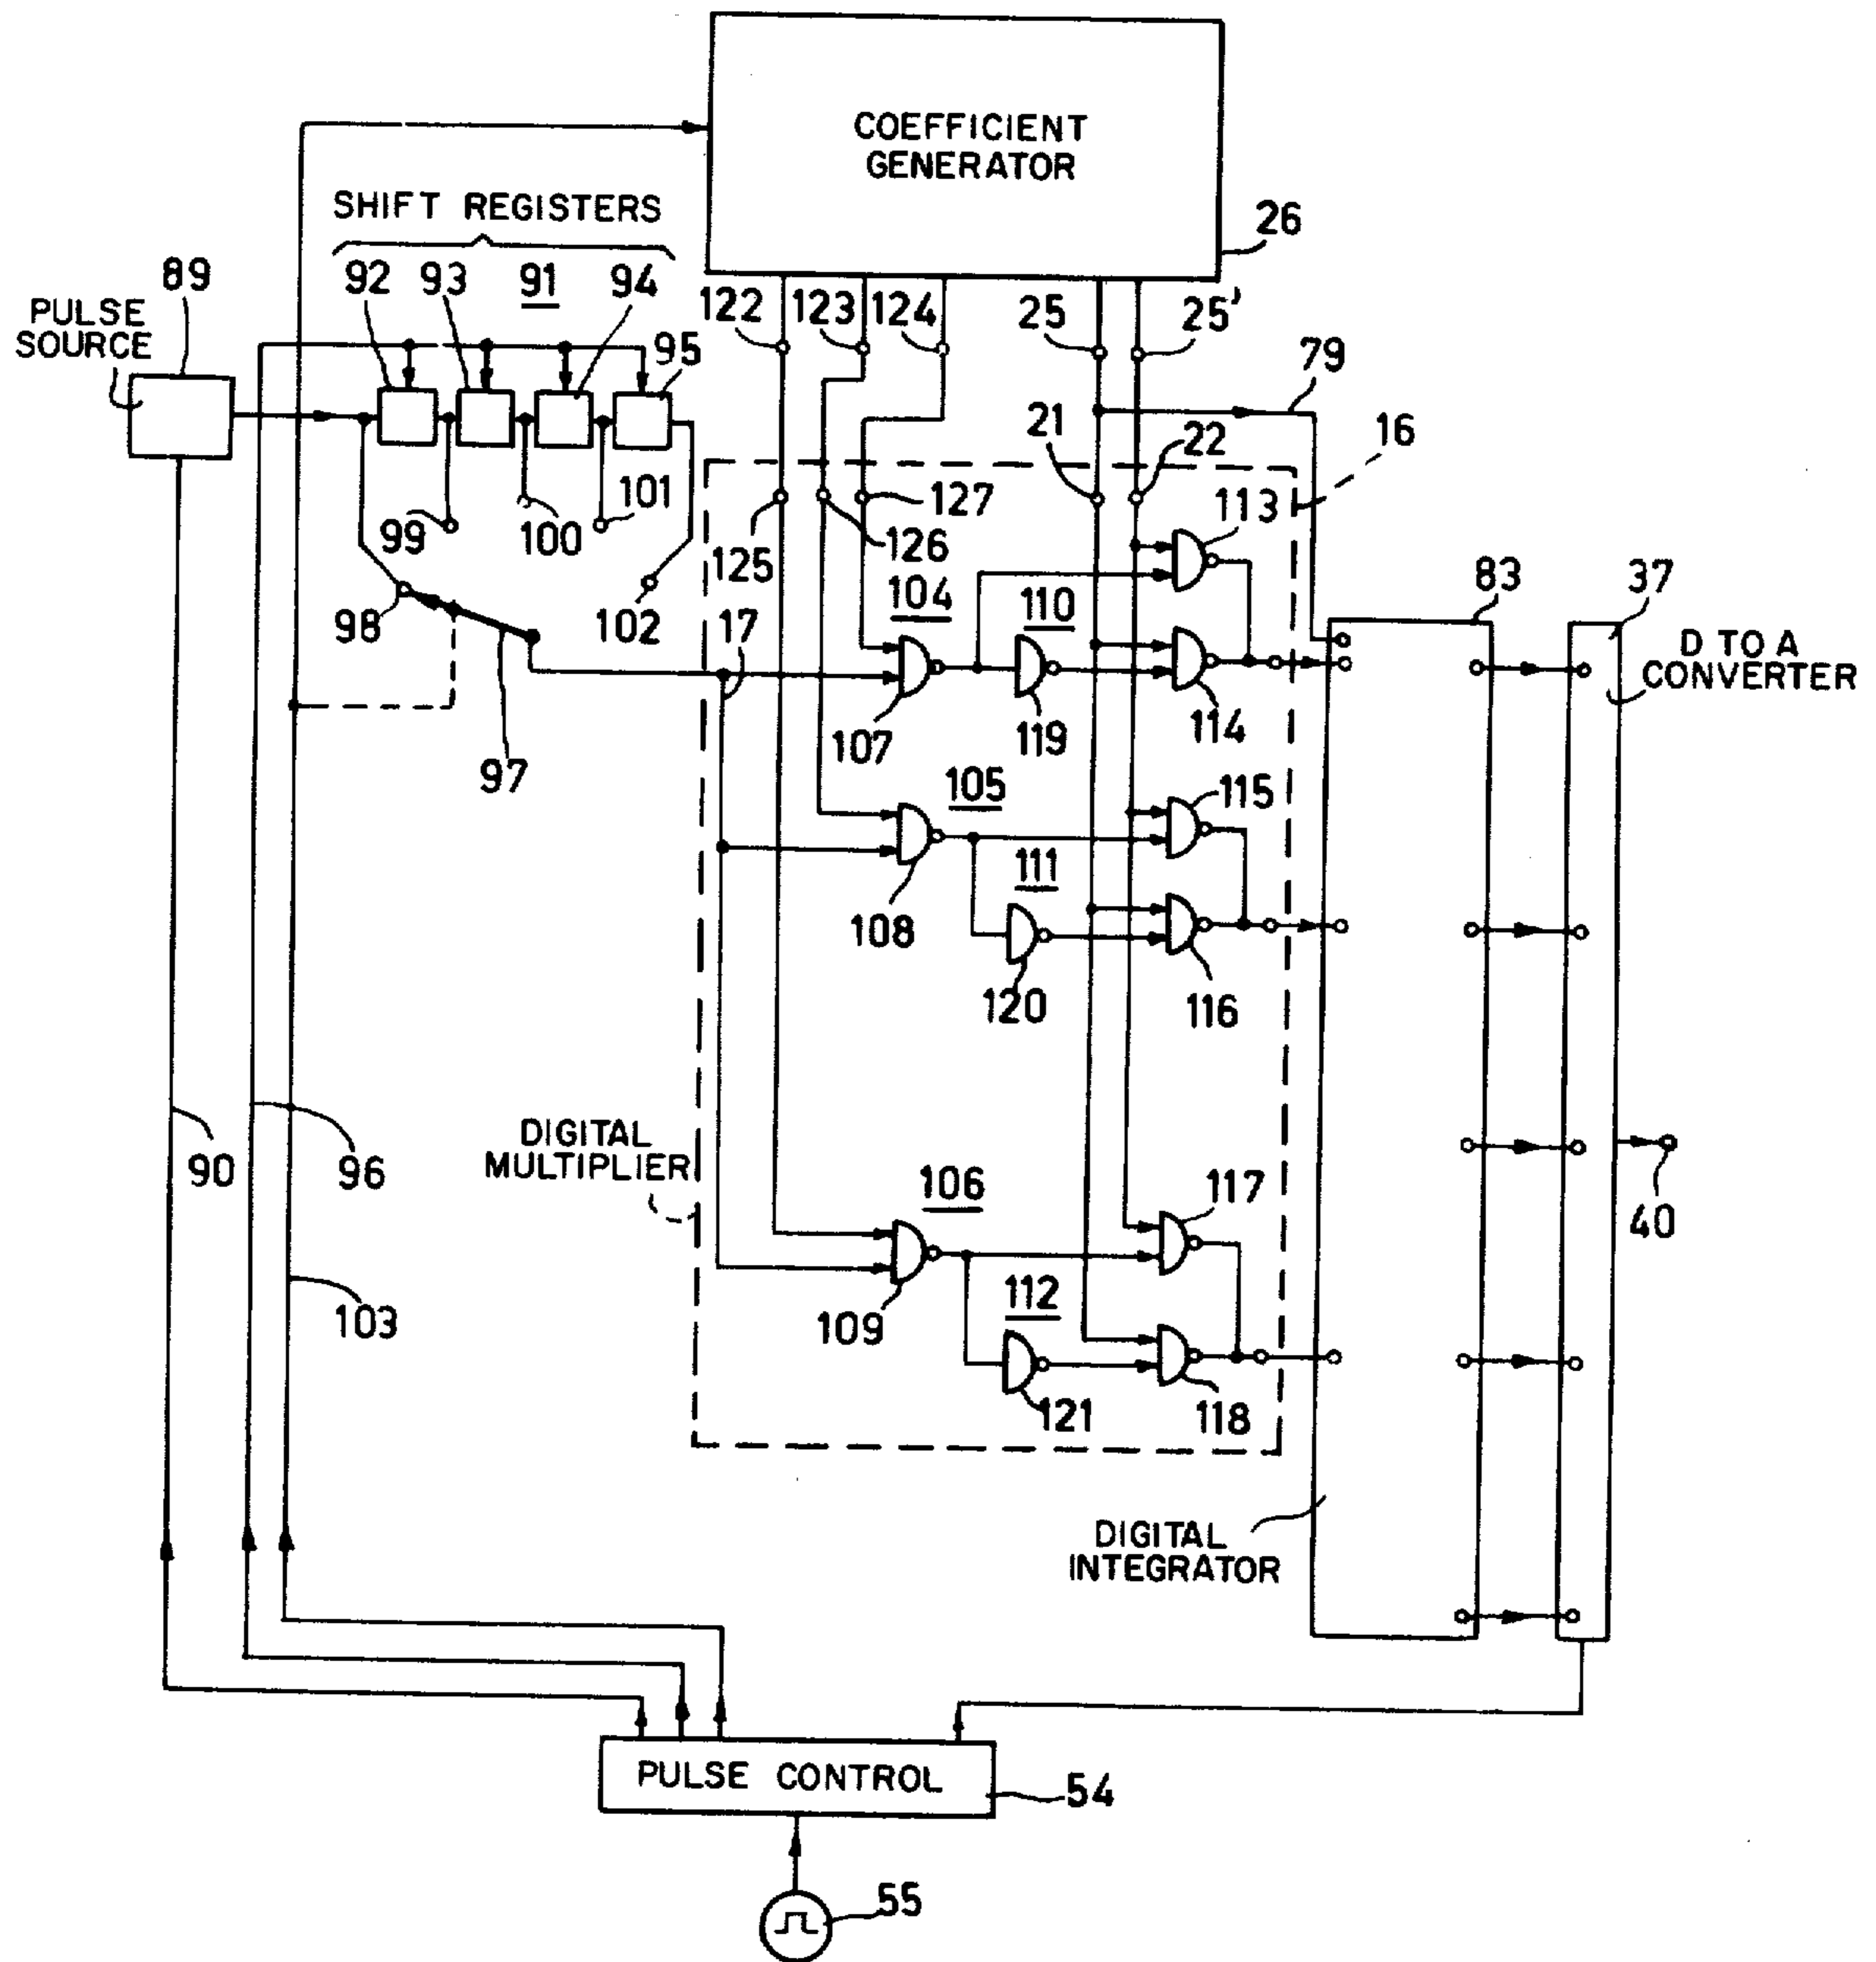 COEFFICIENT
GENERATOR
26
SHIFT REGISTERS
89
92 93 91 94
PULSE
SOURCE
95
122 123 124 25 25'
79
21 22 16
99 100 101
125 126 127
113
98 102
104 110
17
83 37
D TO A
CONVERTER
107 119 114
97
105 115
111
108
120 116
DIGITAL
MULTIPLIER
90 96
106 117
40
103
109 112
121 118
DIGITAL
INTEGRATOR
PULSE CONTROL
54
55